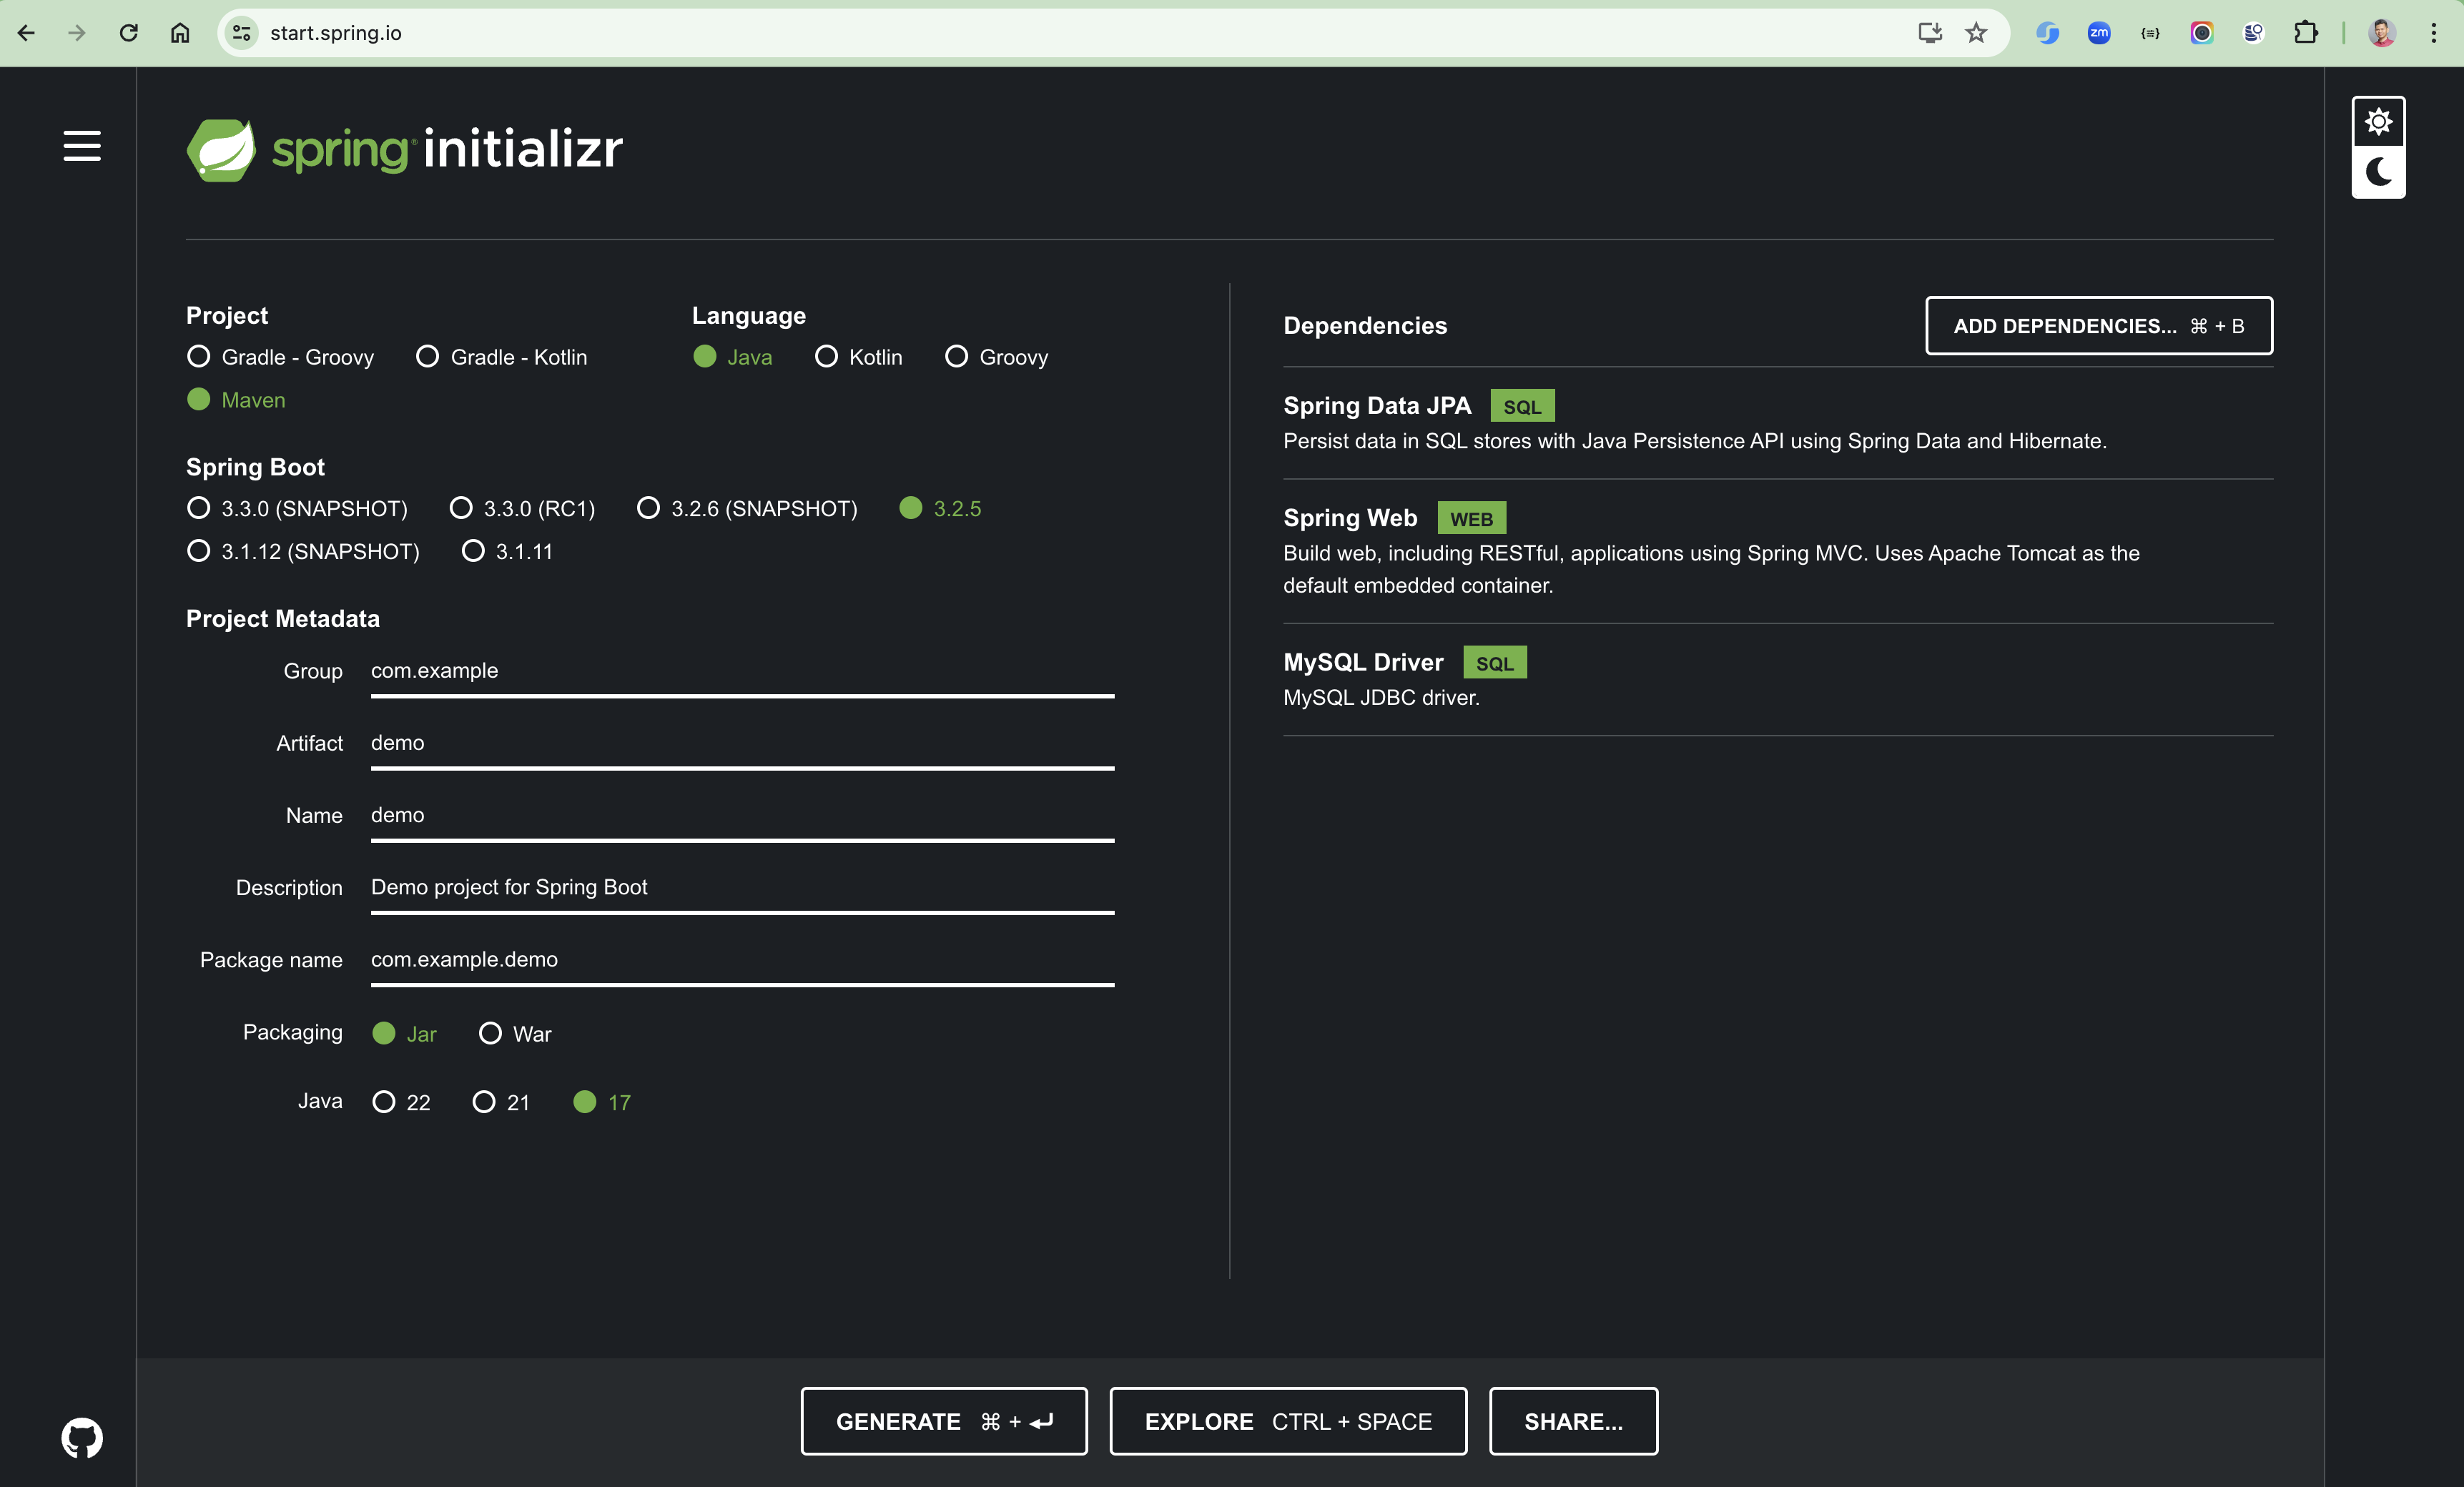 start.spring.io
zm
spring initializr
Project
Gradle - Groovy Gradle - Kotlin
Maven
Language
Java Kotlin Groovy
Spring Boot
3.3.0 (SNAPSHOT) 3.3.0 (RC1) 3.2.6 (SNAPSHOT) 3.2.5
3.1.12 (SNAPSHOT) 3.1.11
Project Metadata
Group com.example
Artifact demo
Name demo
Description Demo project for Spring Boot
Package name com.example.demo
Packaging Jar War
Java 22 21 17
Dependencies
ADD DEPENDENCIES... ⌘ + B
Spring Data JPA SQL
Persist data in SQL stores with Java Persistence API using Spring Data and Hibernate.
Spring Web WEB
Build web, including RESTful, applications using Spring MVC. Uses Apache Tomcat as the
default embedded container.
MySQL Driver SQL
MySQL JDBC driver.
GENERATE ⌘ + ⏎
EXPLORE CTRL + SPACE
SHARE...